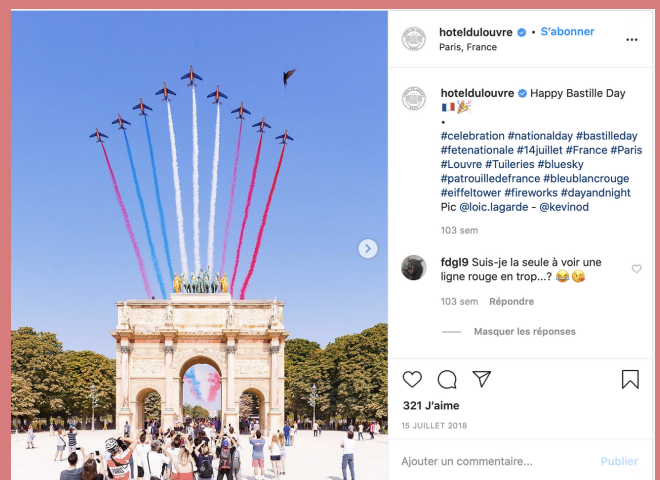 hoteldulouvre • S'abonner
Paris, France
hoteldulouvre Happy Bastille Day
🇫🇷🎉
•
#celebration #nationalday #bastilleday
#fetenationale #14juillet #France #Paris
#Louvre #Tuileries #bluesky
#patrouilledefrance #bleublancrouge
#eiffeltower #fireworks #dayandnight
Pic @loic.lagarde - @kevinod
103 sem
fdgl9 Suis-je la seule à voir une
ligne rouge en trop...? 😂😘
103 sem Répondre
Masquer les réponses
321 J'aime
15 JUILLET 2018
Ajouter un commentaire... Publier